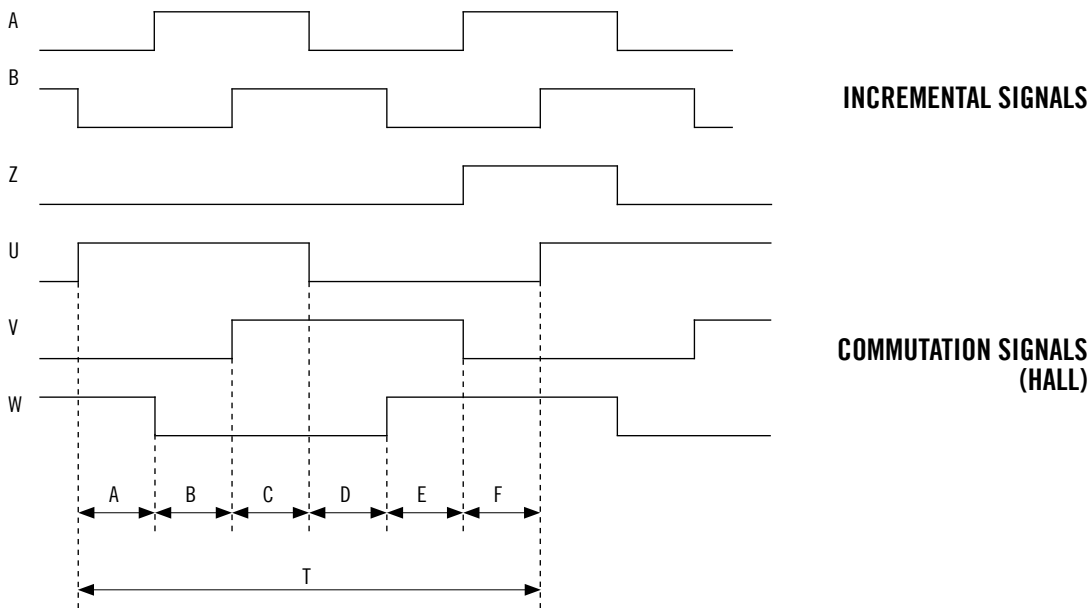 A
B
INCREMENTAL SIGNALS
Z
U
V
COMMUTATION SIGNALS
(HALL)
W
A B C D E F
T